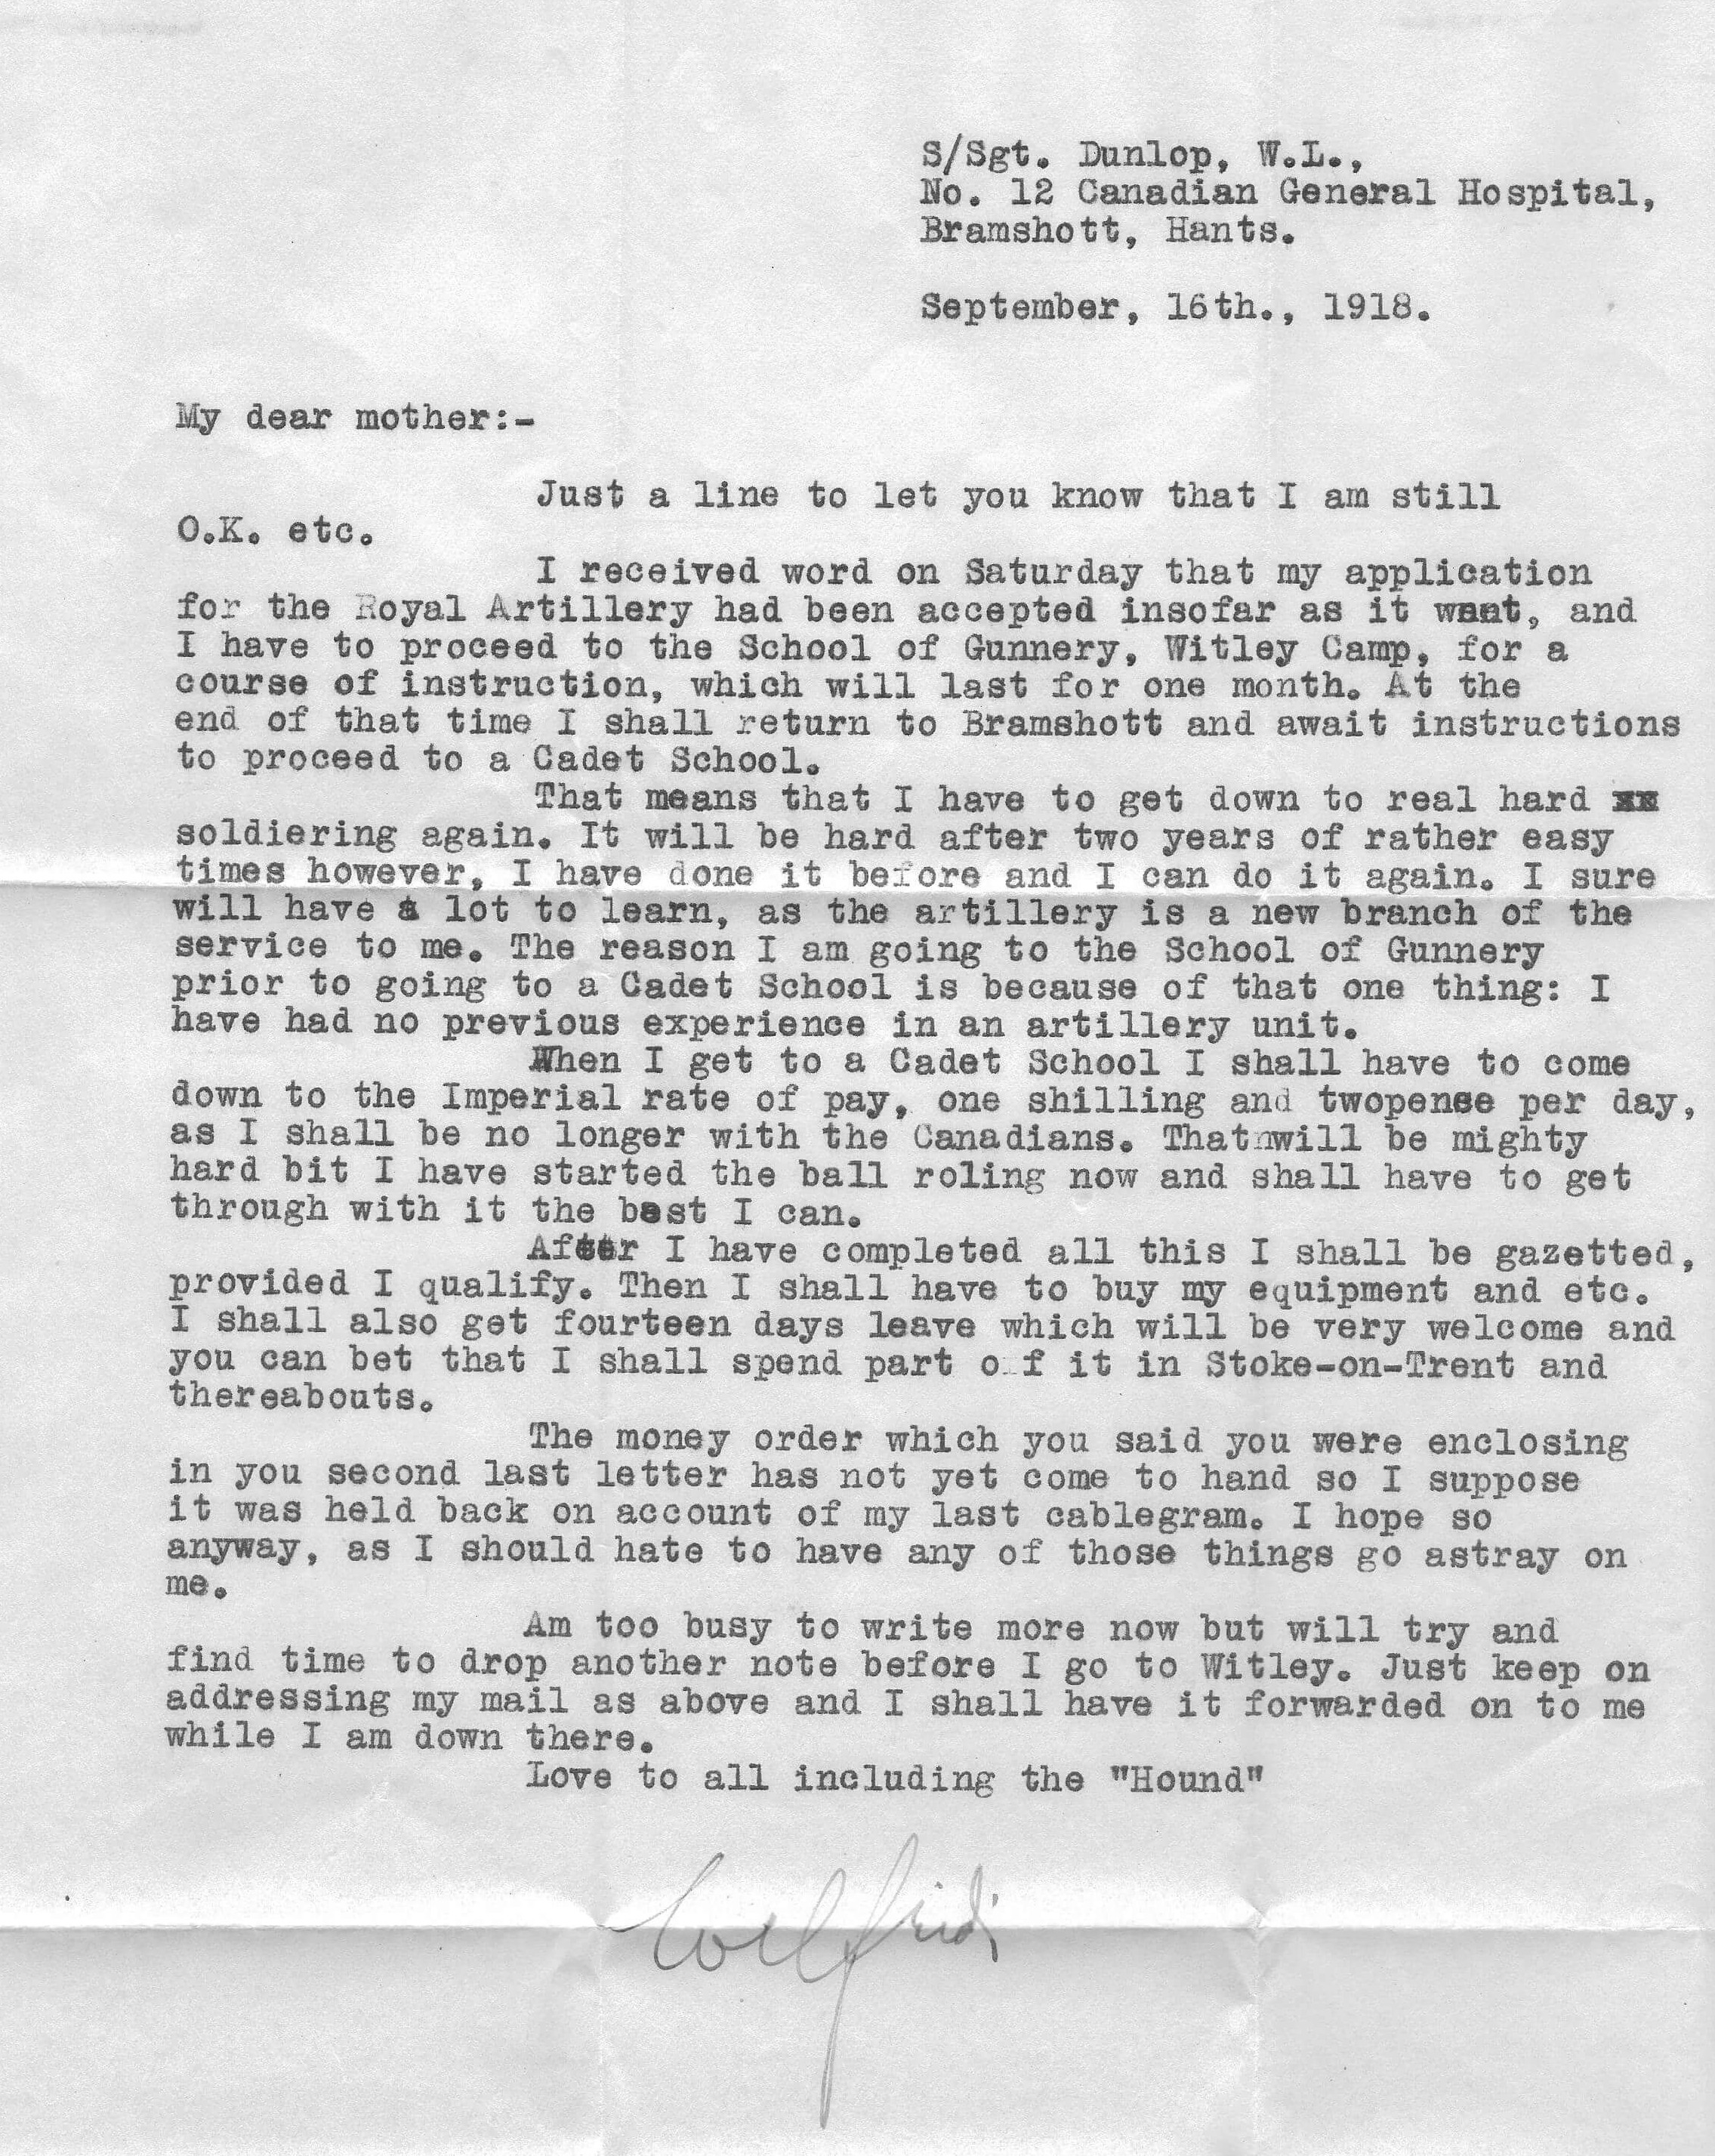 S/Sgt. Dunlop, W.L.,
No. 12 Canadian General Hospital,
Bramshott, Hants.
September, 16th., 1918.
My dear mother:-
Just a line to let you know that I am still
O.K. etc.
I received word on Saturday that my application
for the Royal Artillery had been accepted insofar as it went, and
I have to proceed to the School of Gunnery, Witley Camp, for a
course of instruction, which will last for one month. At the
end of that time I shall return to Bramshott and await instructions
to proceed to a Cadet School.
That means that I have to get down to real hard xx
soldiering again. It will be hard after two years of rather easy
times however, I have done it before and I can do it again. I sure
will have a lot to learn, as the artillery is a new branch of the
service to me. The reason I am going to the School of Gunnery
prior to going to a Cadet School is because of that one thing: I
have had no previous experience in an artillery unit.
When I get to a Cadet School I shall have to come
down to the Imperial rate of pay, one shilling and twopense per day,
as I shall be no longer with the Canadians. Thatnwill be mighty
hard bit I have started the ball roling now and shall have to get
through with it the best I can.
After I have completed all this I shall be gazetted,
provided I qualify. Then I shall have to buy my equipment and etc.
I shall also get fourteen days leave which will be very welcome and
you can bet that I shall spend part o f it in Stoke-on-Trent and
thereabouts.
The money order which you said you were enclosing
in you second last letter has not yet come to hand so I suppose
it was held back on account of my last cablegram. I hope so
anyway, as I should hate to have any of those things go astray on
me.
Am too busy to write more now but will try and
find time to drop another note before I go to Witley. Just keep on
addressing my mail as above and I shall have it forwarded on to me
while I am down there.
Love to all including the "Hound"
Wilfrid